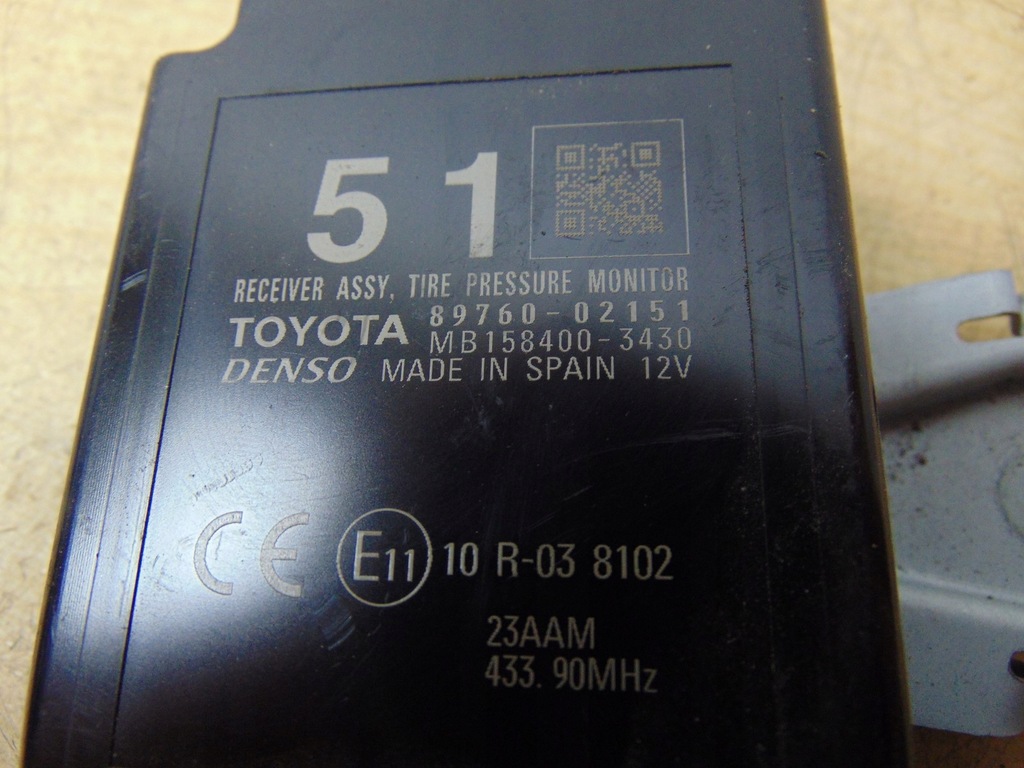 51
RECEIVER ASSY, TIRE PRESSURE MONITOR
TOYOTA 89760-02151
MB158400-3430
DENSO MADE IN SPAIN 12V
CE E11 10 R-03 8102
23AAM
433.90MHz